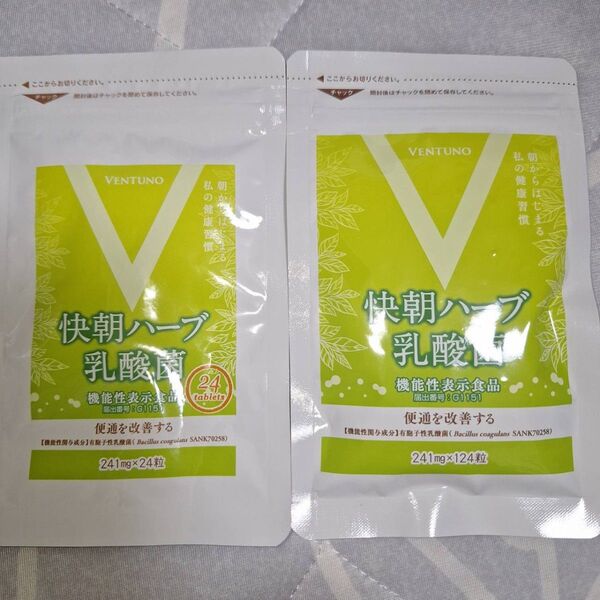 ここからお切りください。
チャック 開封後はチャックを閉めて保存してください。
VENTUNO
朝からはじまる
私の健康習慣
快朝ハーブ
乳酸菌
24
tablets
機能性表示食品
届出番号：G1151
便通を改善する
【機能性関与成分】有胞子性乳酸菌(Bacillus coagulans SANK70258)
241mg×24粒
ここからお切りください。
チャック 開封後はチャックを閉めて保存してください。
VENTUNO
朝からはじまる
私の健康習慣
快朝ハーブ
乳酸菌
機能性表示食品
届出番号：G1151
便通を改善する
【機能性関与成分】有胞子性乳酸菌(Bacillus coagulans SANK70258)
241mg×124粒